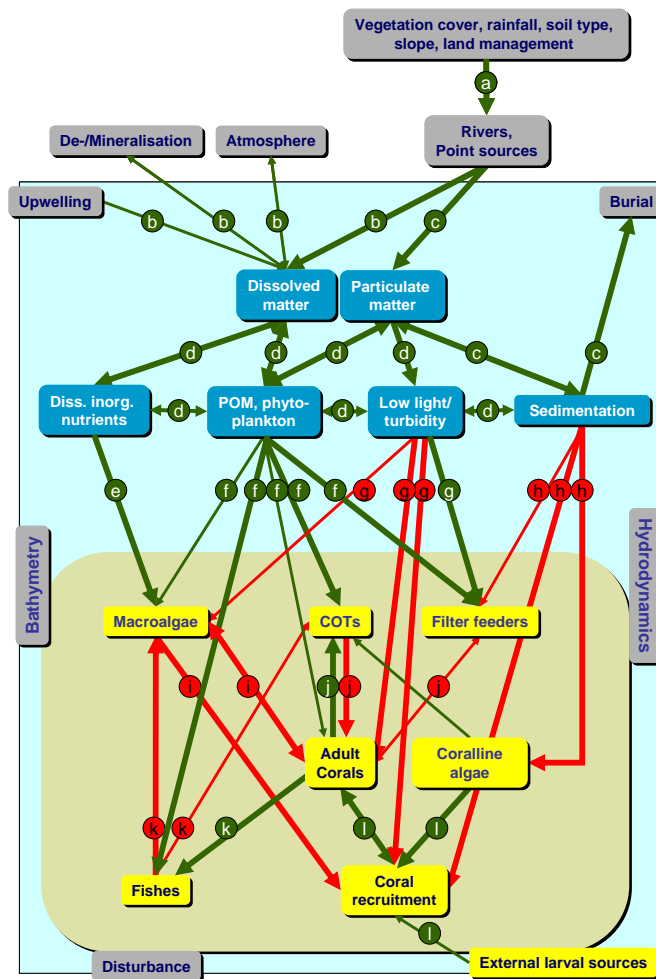 Vegetation cover, rainfall, soil type,
slope, land management
a
De-/Mineralisation
Atmosphere
Rivers,
Point sources
Upwelling
Burial
b
b
b
b
c
Dissolved
matter
Particulate
matter
d
d
d
d
c
c
Diss. inorg.
nutrients
d
POM, phyto-
plankton
d
Low light/
turbidity
d
Sedimentation
e
f
f
f
f
f
g
g
g
g
h
h
h
Bathymetry
Hydrodynamics
Macroalgae
COTs
Filter feeders
i
i
j
j
j
Adult
Corals
Coralline
algae
k
k
k
l
l
Fishes
Coral
recruitment
l
Disturbance
External larval sources